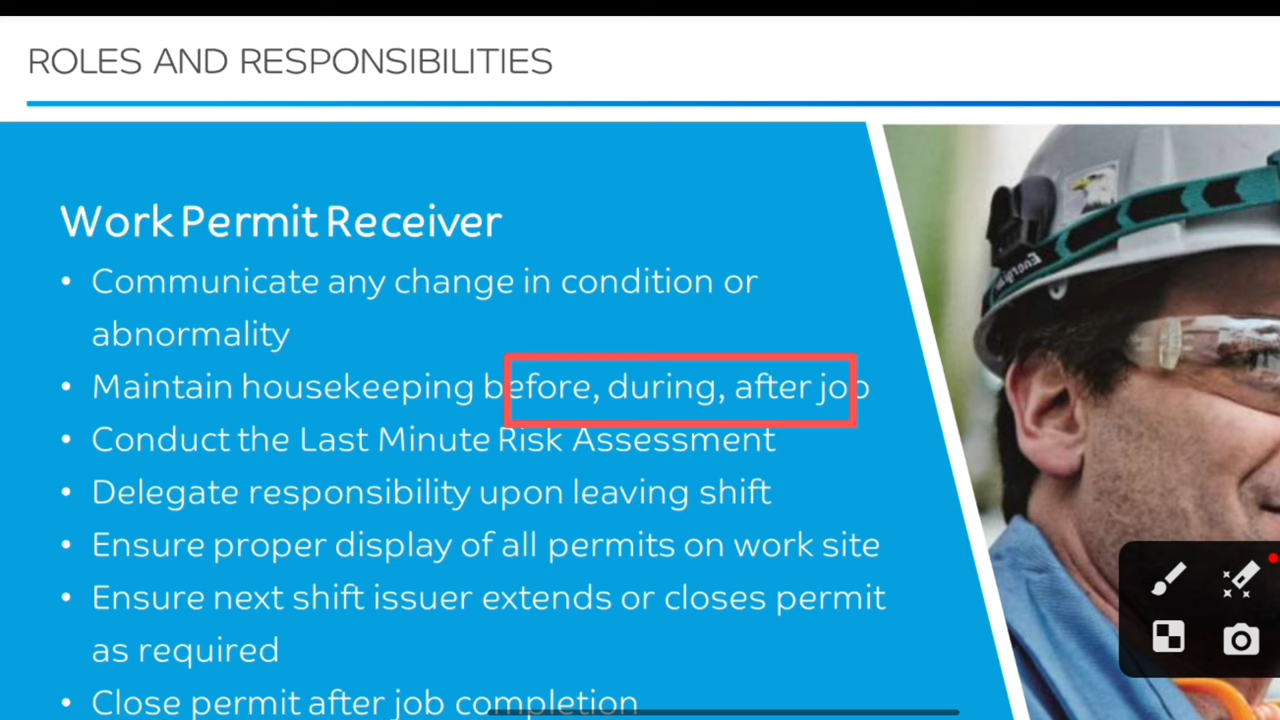 ROLES AND RESPONSIBILITIES
Work Permit Receiver
• Communicate any change in condition or
abnormality
• Maintain housekeeping before, during, after job
• Conduct the Last Minute Risk Assessment
• Delegate responsibility upon leaving shift
• Ensure proper display of all permits on work site
• Ensure next shift issuer extends or closes permit
as required
• Close permit after job completion